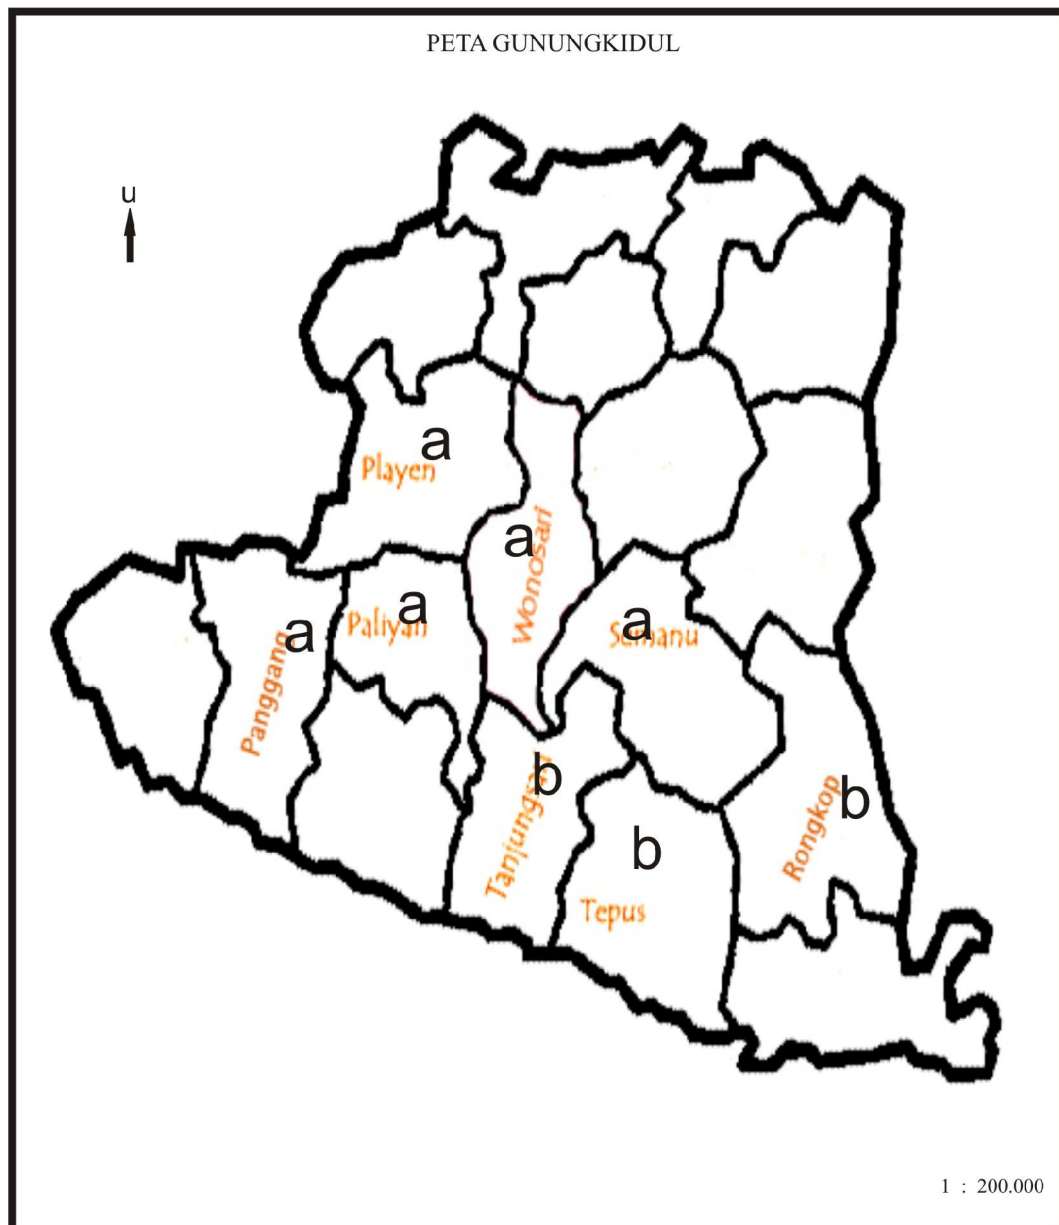 PETA GUNUNGKIDUL
u
a
Playen
a
Wonosari
a
Paliyan
a
Semanu
a
Panggang
b
Tanjungsari
b
Rongkop
b
Tepus
1 : 200.000